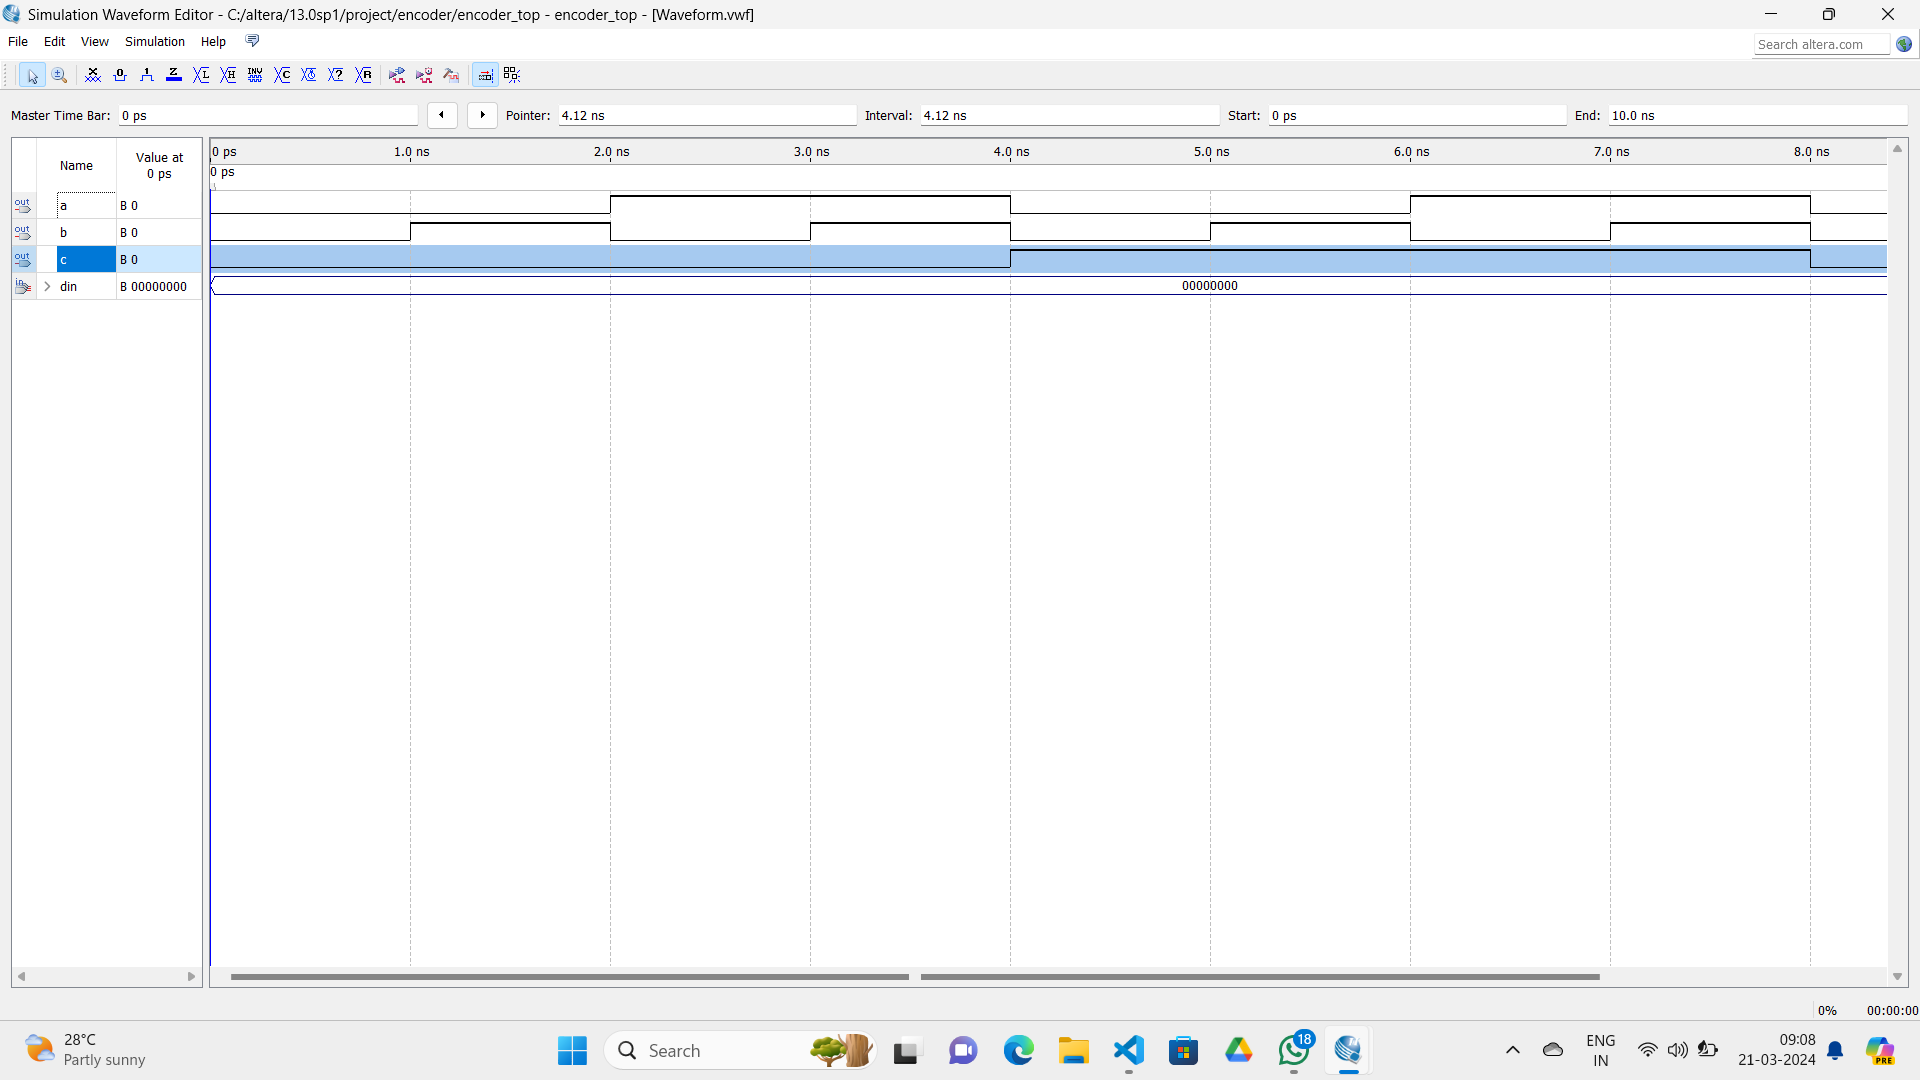 Simulation Waveform Editor - C:/altera/13.0sp1/project/encoder/encoder_top - encoder_top - [Waveform.vwf]
File Edit View Simulation Help
Search altera.com
Master Time Bar: 0 ps Pointer: 4.12 ns Interval: 4.12 ns Start: 0 ps End: 10.0 ns
Name Value at
0 ps
0 ps 1.0 ns 2.0 ns 3.0 ns 4.0 ns 5.0 ns 6.0 ns 7.0 ns 8.0 ns
0 ps
out a B 0
out b B 0
out c B 0
in din B 00000000 00000000
0% 00:00:00
28°C
Partly sunny
Search
18
ENG
IN
09:08
21-03-2024
PRE